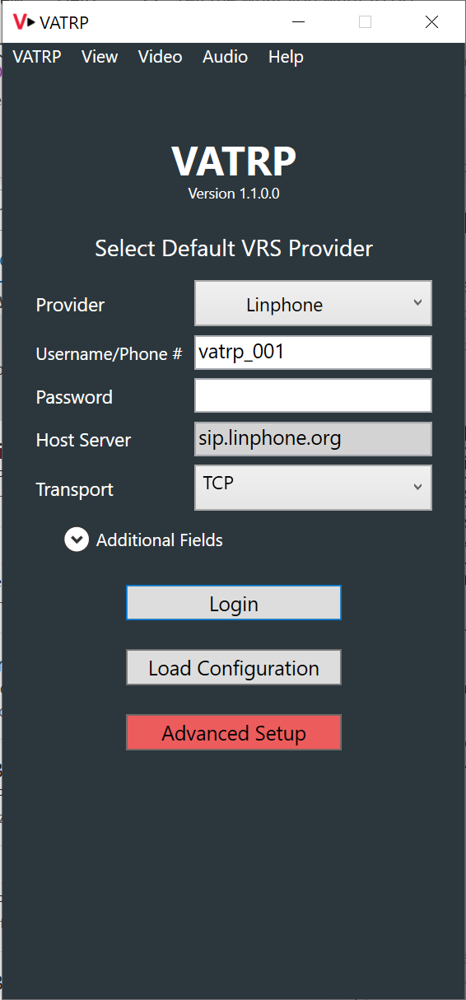 VATRP
VATRP View Video Audio Help
VATRP
Version 1.1.0.0
Select Default VRS Provider
Provider Linphone
Username/Phone # vatrp_001
Password
Host Server sip.linphone.org
Transport TCP
Additional Fields
Login
Load Configuration
Advanced Setup